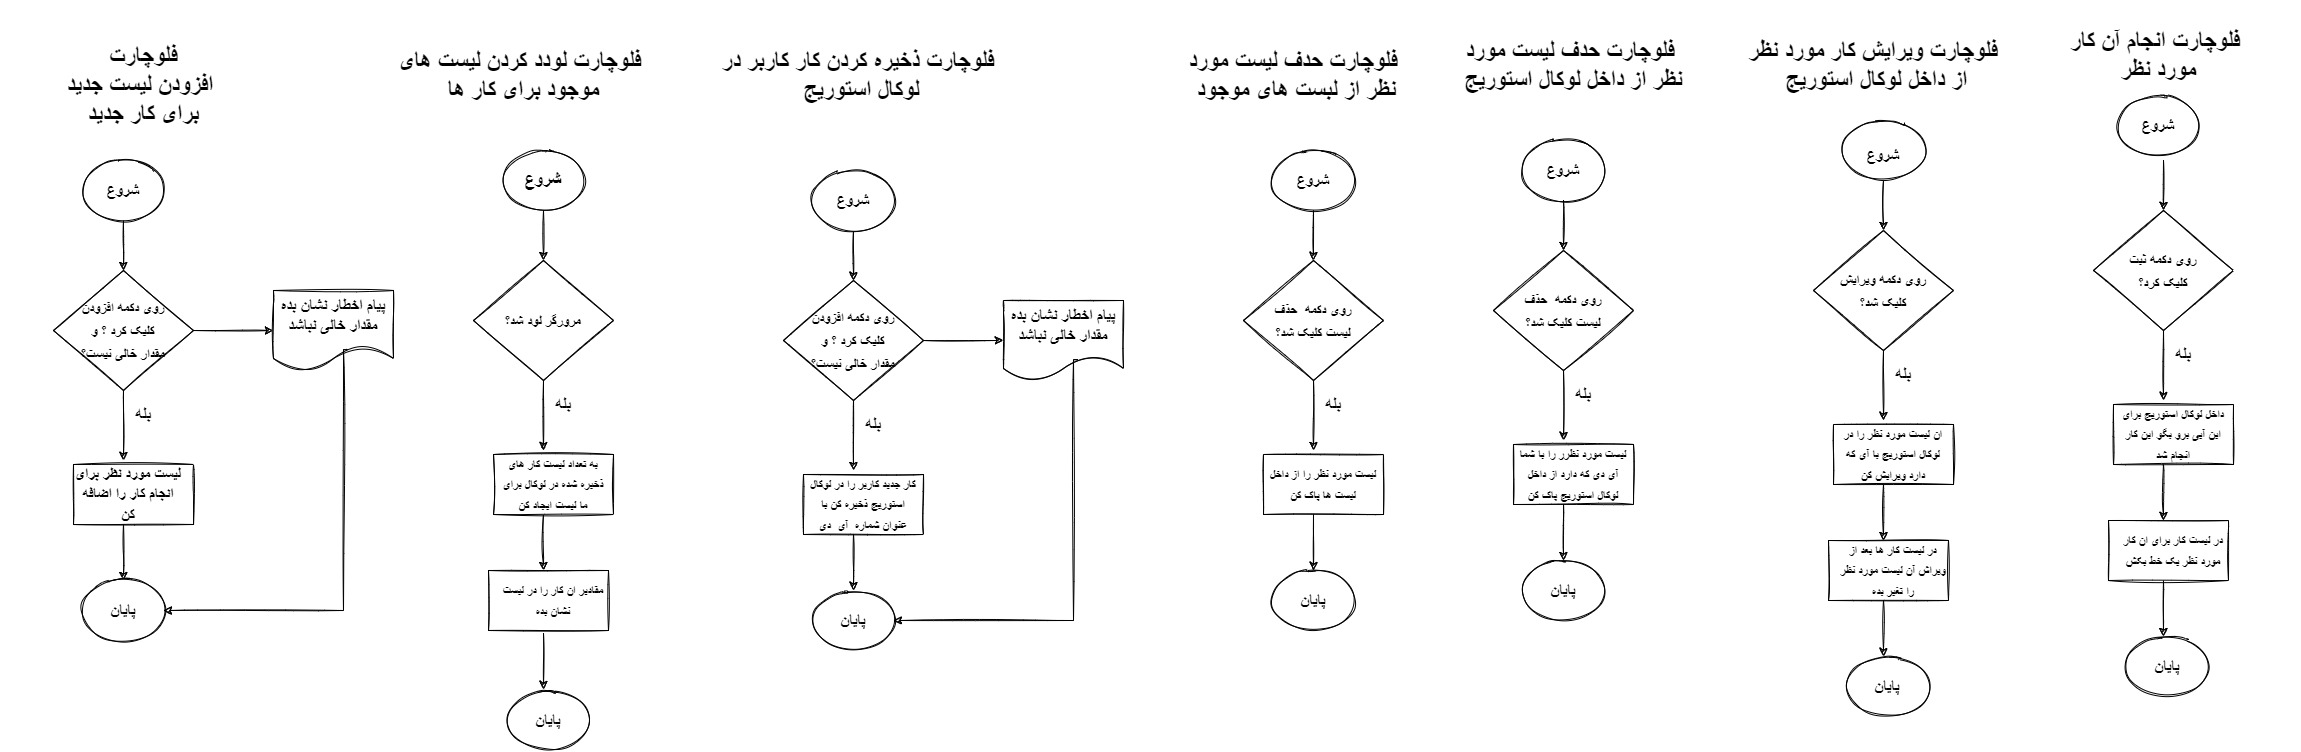 فلوچارت
افزودن لیست جدید
برای کار جدید
شروع
روی دکمه افزودن
کلیک کرد ؟ و
مقدار خالی نیست؟
پیام اخطار نشان بده
مقدار خالی نباشد
بله
لیست مورد نظر برای
انجام کار را اضافه
کن
پایان
فلوچارت لودد کردن لیست های
موجود برای کار ها
شروع
مرورگر لود شد؟
بله
به تعداد لیست کار های
ذخیره شده در لوکال برای
ما لیست ایجاد کن
مقادیر ان کار را در لیست
نشان بده
پایان
فلوچارت ذخیره کردن کار کاربر در
لوکال استوریج
شروع
روی دکمه افزودن
کلیک کرد ؟ و
مقدار خالی نیست؟
پیام اخطار نشان بده
مقدار خالی نباشد
بله
کار جدید کاربر را در لوکال
استوریج ذخیره کن با
عنوان شماره آی دی
پایان
فلوچارت حذف لیست مورد
نظر از لبست های موجود
شروع
روی دکمه حذف
لیست کلیک شد؟
بله
لیست مورد نظر را از داخل
لیست ها پاک کن
پایان
فلوچارت حذف لیست مورد
نظر از داخل لوکال استوریج
شروع
روی دکمه حذف
لیست کلیک شد؟
بله
لیست مورد نظرر را با شما
آی دی که دارد از داخل
لوکال استوریج پاک کن
پایان
فلوچارت ویرایش کار مورد نظر
از داخل لوکال استوریج
شروع
روی دکمه ویرایش
کلیک شد؟
بله
ان لیست مورد نظر را در
لوکال استوریج با آی که
دارد ویرایش کن
در لیست کار ها بعد از
ویراش آن لیست مورد نظر
را تغیر بده
پایان
فلوچارت انجام آن کار
مورد نظر
شروع
روی دکمه ثبت
کلیک کرد؟
بله
داخل لوکال استوریج برای
این آیی برو بگو این کار
انجام شد
در لیست کار برای ان کار
مورد نظر یک خط بکش
پایان